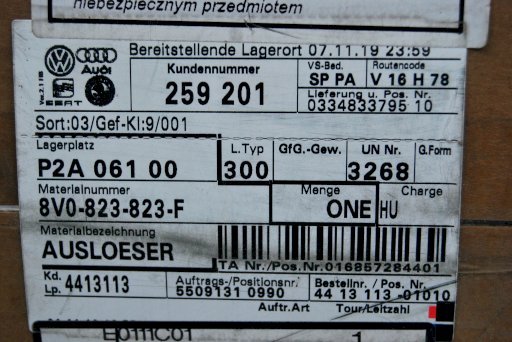 niebezpiecznym przedmiotem
Bereitstellende Lagerort 07.11.19 23:59
Audi
SEAT
Kundennummer
VS-Bed.
Routencode
259 201
SP PA
V 16 H 78
Lieferung u. Pos. Nr.
0334833795 10
Sort:03/Gef-Kl:9/001
Lagerplatz
L.Typ
GfG.-Gew.
UN Nr.
G.Form
P2A 061 00
300
3268
Materialnummer
Menge
Charge
8V0-823-823-F
ONE
HU
Materialbezeichnung
AUSLOESER
TA Nr./Pos.Nr.016857284401
Kd.
Lp. 4413113
Auftrags-/Positionsnr.
Bestellnr. / Pos.Nr.
5509131 0990
44 13 113 -01010
Auftr.Art
Tour/Leitzahl
1